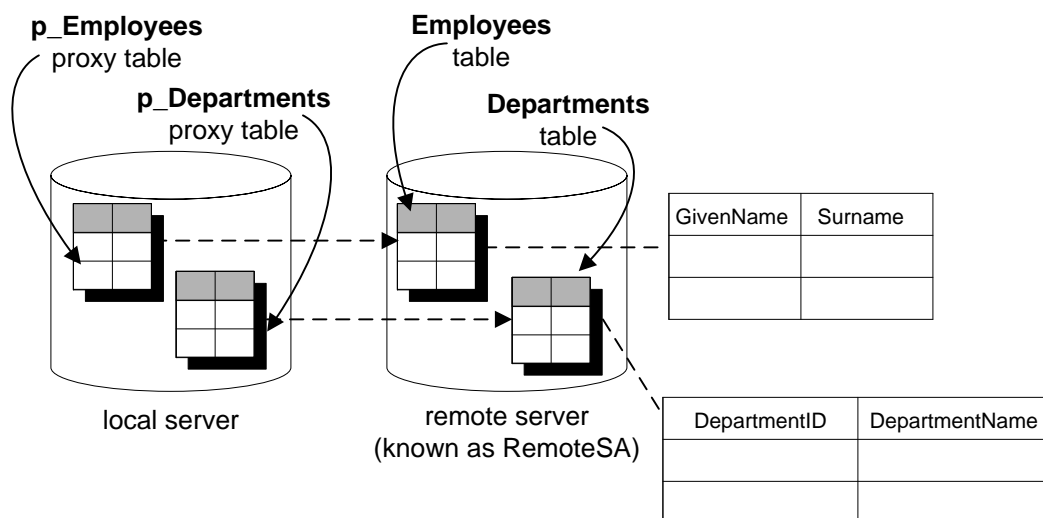 p_Employees
proxy table
p_Departments
proxy table
Employees
table
Departments
table
GivenName Surname
local server
remote server
(known as RemoteSA)
DepartmentID DepartmentName